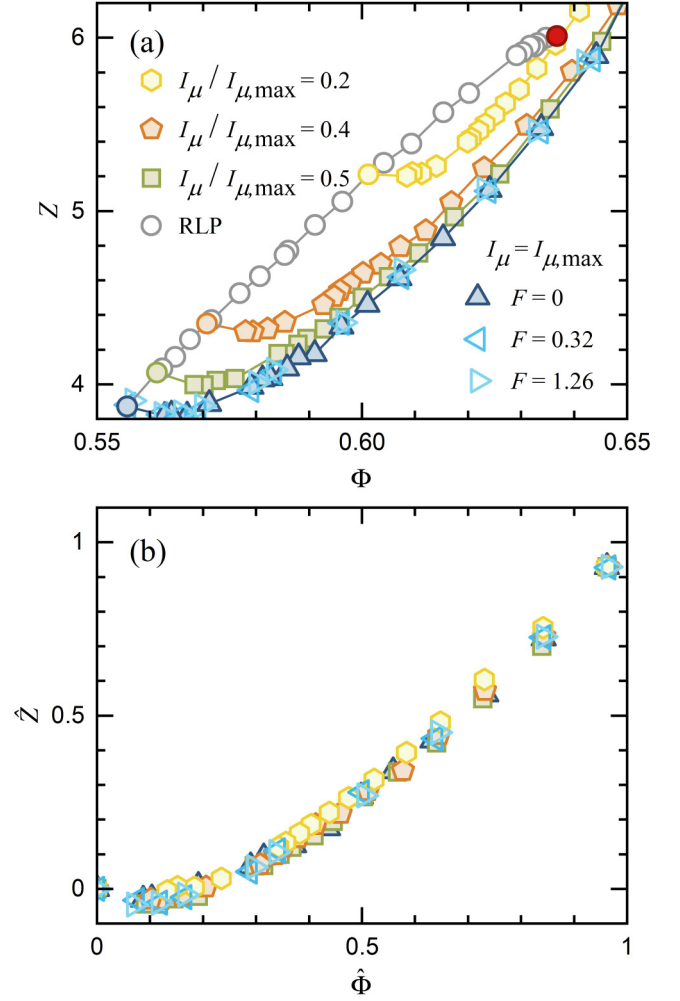 (a)
6
5
4
Z
I_μ / I_μ,max = 0.2
I_μ / I_μ,max = 0.4
I_μ / I_μ,max = 0.5
RLP
I_μ = I_μ,max
F = 0
F = 0.32
F = 1.26
0.55 0.60 0.65
Φ
(b)
1
0.5
0
Ẑ
0 0.5 1
Φ̂